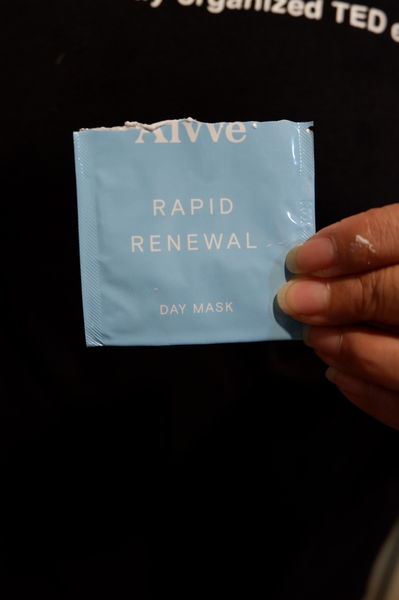 organized TED
Alvve
RAPID
RENEWAL
DAY MASK